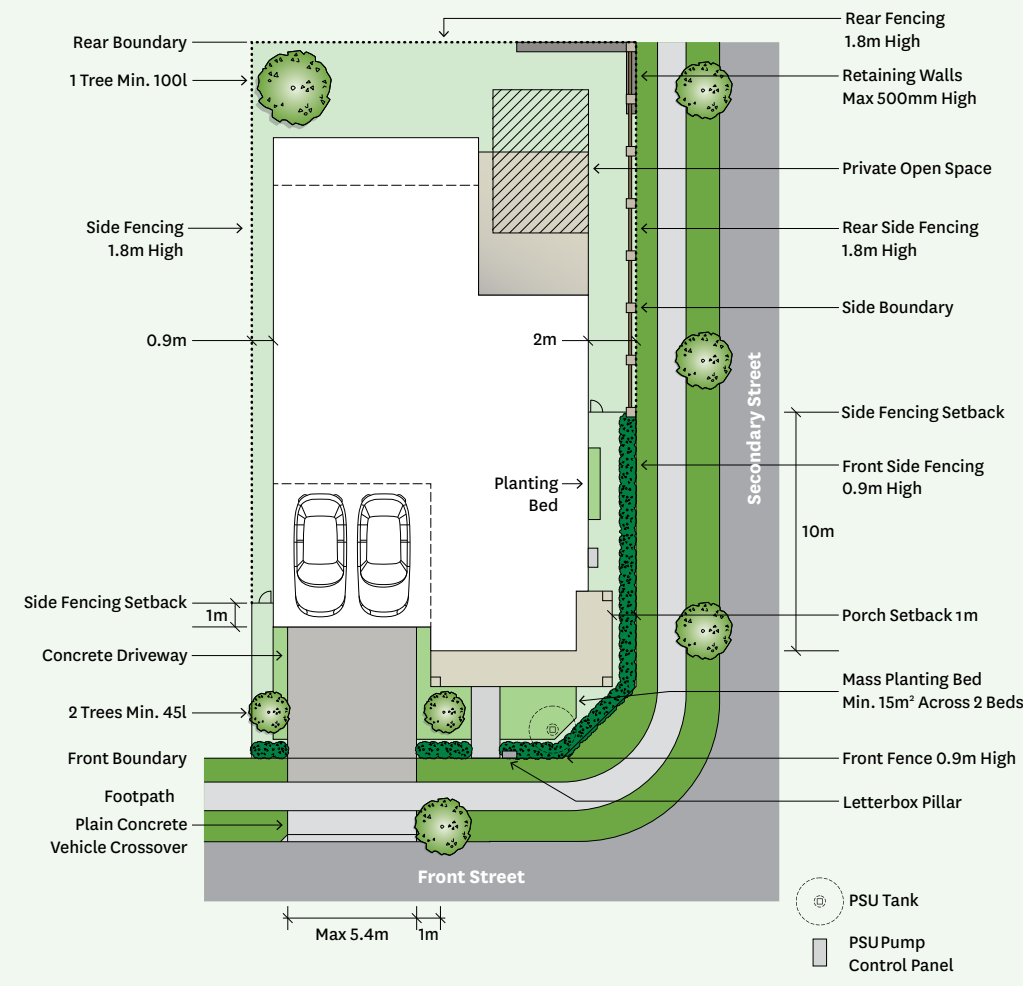 Rear Fencing
1.8m High
Rear Boundary
1 Tree Min. 100l
Retaining Walls
Max 500mm High
Private Open Space
Side Fencing
1.8m High
Rear Side Fencing
1.8m High
Side Boundary
0.9m
2m
Secondary Street
Side Fencing Setback
Front Side Fencing
0.9m High
Planting
Bed
10m
Side Fencing Setback
1m
Porch Setback 1m
Concrete Driveway
Mass Planting Bed
Min. 15m² Across 2 Beds
2 Trees Min. 45l
Front Boundary
Front Fence 0.9m High
Footpath
Letterbox Pillar
Plain Concrete
Vehicle Crossover
Front Street
Max 5.4m
1m
PSU Tank
PSU Pump
Control Panel